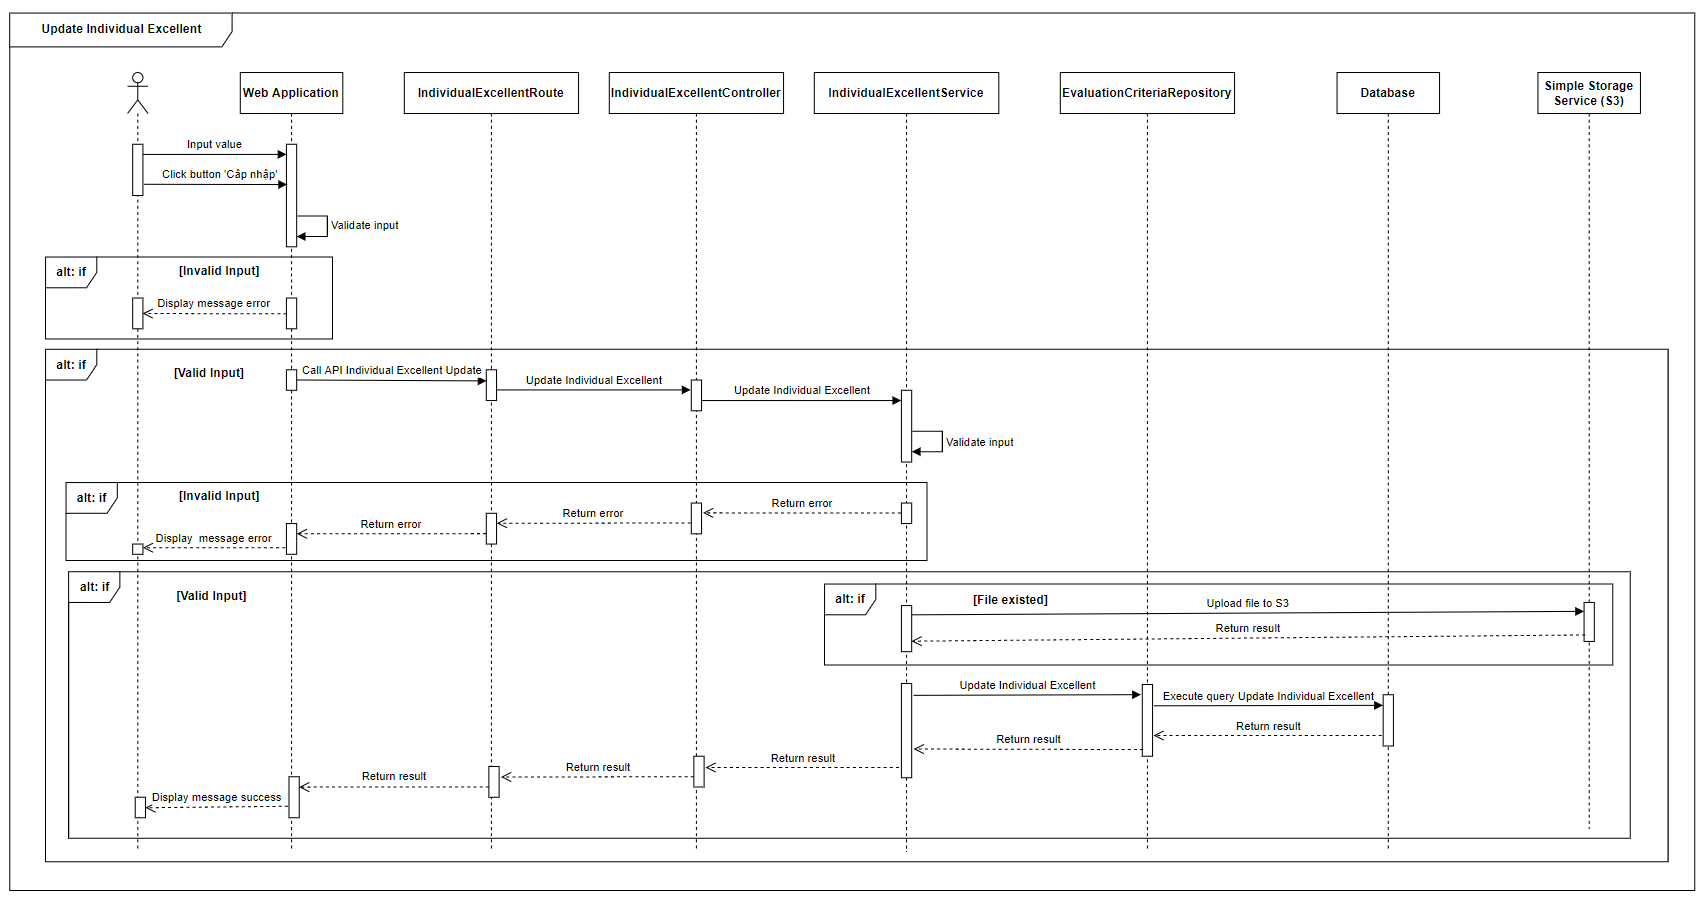 Update Individual Excellent
Web Application
IndividualExcellentRoute
IndividualExcellentController
IndividualExcellentService
EvaluationCriteriaRepository
Database
Simple Storage
Service (S3)
Input value
Click button 'Cập nhập'
Validate input
alt: if
[Invalid Input]
Display message error
alt: if
[Valid Input]
Call API Individual Excellent Update
Update Individual Excellent
Update Individual Excellent
Validate input
alt: if
[Invalid Input]
Return error
Return error
Return error
Display  message error
alt: if
[Valid Input]
alt: if
[File existed]
Upload file to S3
Return result
Update Individual Excellent
Execute query Update Individual Excellent
Return result
Return result
Return result
Return result
Return result
Display message success